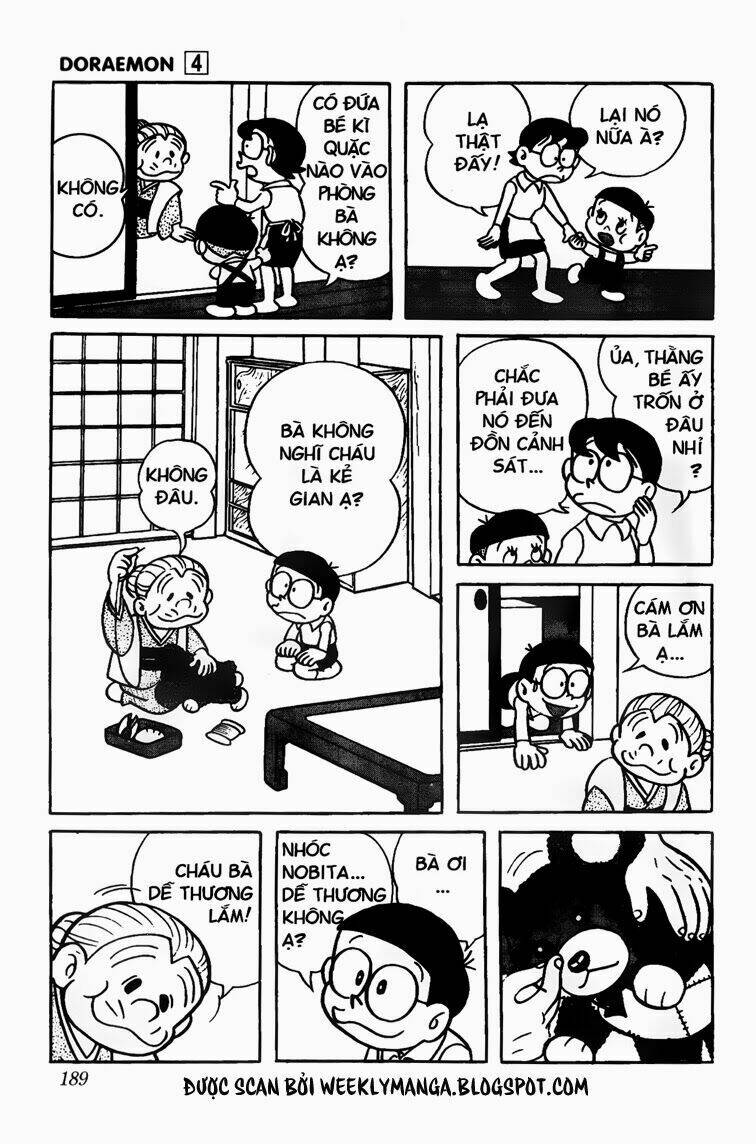 DORAEMON 4
LẠI NÓ
NỮA À?
LẠ
THẬT
ĐẤY!
CÓ ĐỨA
BÉ KÌ
QUẶC
NÀO VÀO
PHÒNG
BÀ
KHÔNG
Ạ?
KHÔNG
CÓ.
ỦA, THẰNG
BÉ ẤY
TRỐN Ở
ĐÂU
NHỈ
?
CHẮC
PHẢI ĐƯA
NÓ ĐẾN
ĐỒN CẢNH
SÁT...
CÁM ƠN
BÀ LẮM
Ạ...
BÀ KHÔNG
NGHĨ CHÁU
LÀ KẺ
GIAN Ạ?
KHÔNG
ĐÂU.
BÀ ƠI
...
NHÓC
NOBITA...
DỄ THƯƠNG
KHÔNG
Ạ?
CHÁU BÀ
DỄ THƯƠNG
LẮM!
189
ĐƯỢC SCAN BỞI WEEKLYMANGA.BLOGSPOT.COM